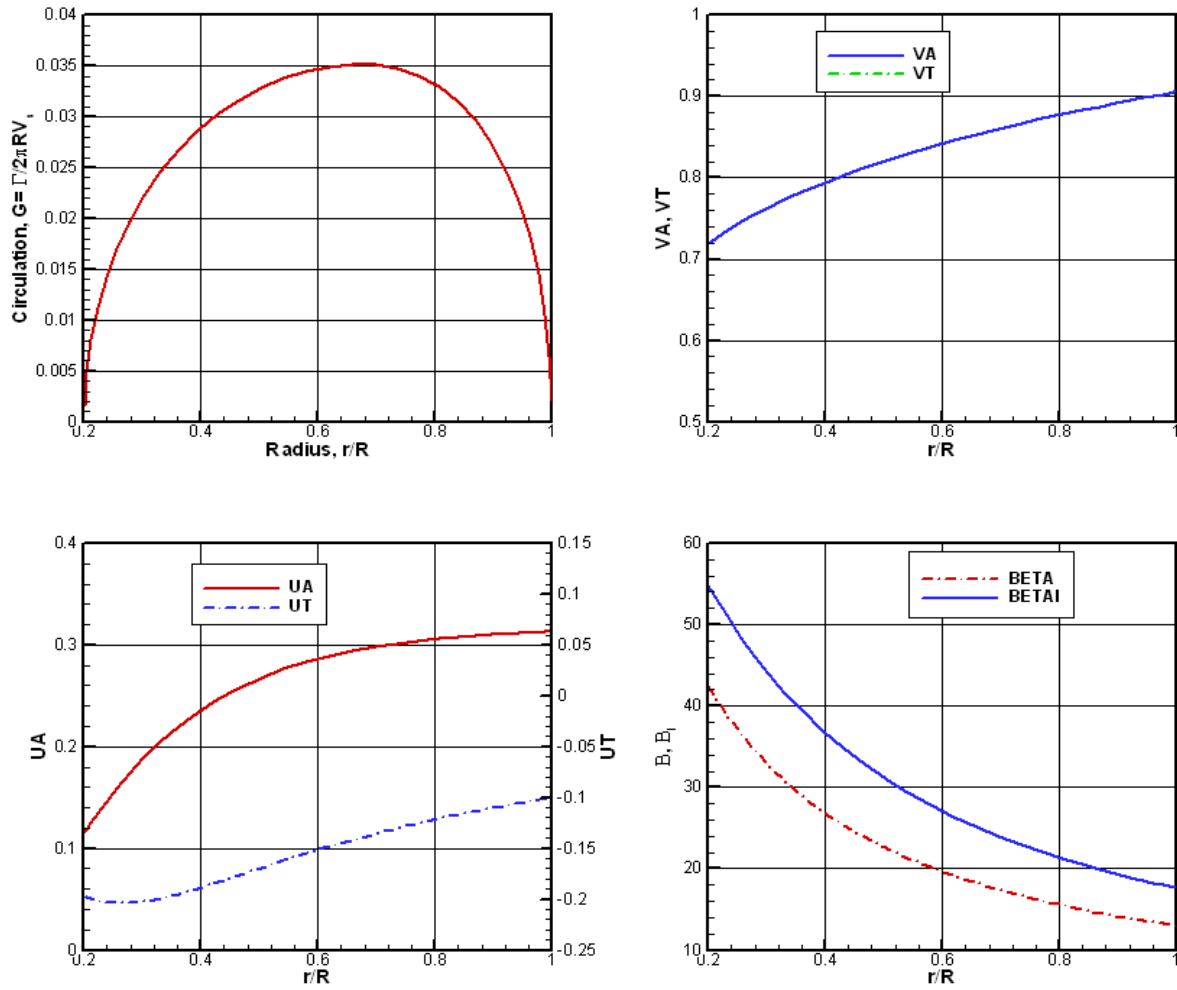 0.04
0.035
0.03
0.025
0.02
0.015
0.01
0.005
0
Circulation, G= Γ/2πRVs
0.2 0.4 0.6 0.8 1
Radius, r/R
1
0.9
0.8
0.7
0.6
0.5
VA, VT
VA
VT
0.2 0.4 0.6 0.8 1
r/R
0.4
0.3
0.2
0.1
0
UA
UA
UT
0.15
0.1
0.05
0
-0.05
-0.1
-0.15
-0.2
-0.25
UT
0.2 0.4 0.6 0.8 1
r/R
60
50
40
30
20
10
B, BI
BETA
BETAI
0.2 0.4 0.6 0.8 1
r/R